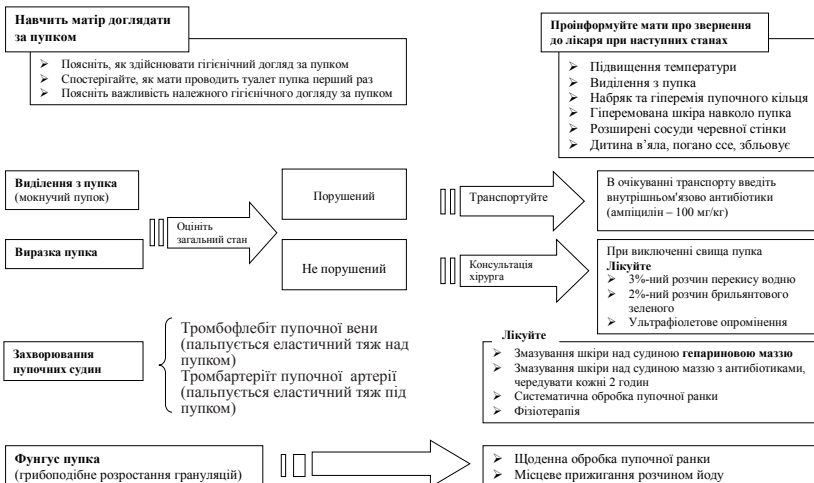 Навчить матір доглядати
за пупком
Поясніть, як здійснювати гігієнічний догляд за пупком
Спостерігайте, як мати проводить туалет пупка перший раз
Поясніть важливість належного гігієнічного догляду за пупком
Проінформуйте мати про звернення
до лікаря при наступних станах
Підвищення температури
Виділення з пупка
Набряк та гіперемія пупочного кільця
Гіперемована шкіра навколо пупка
Розширені сосуди черевної стінки
Дитина в’яла, погано ссе, збльовує
Виділення з пупка
(мокнучий пупок)
Виразка пупка
Оцініть
загальний стан
Порушений
Не порушений
Транспортуйте
Консультація
хірурга
В очікуванні транспорту введіть
внутрішньом'язово антибіотики
(ампіцилін – 100 мг/кг)
При виключенні свища пупка
Лікуйте
3%-ний розчин перекису водню
2%-ний розчин брильянтового
зеленого
Ультрафіолетове опромінення
Захворювання
пупочних судин
Тромбофлебіт пупочної вени
(пальпується еластичний тяж над
пупком)
Тромбартеріїт пупочної артерії
(пальпується еластичний тяж під
пупком)
Лікуйте
Змазування шкіри над судиною гепариновою маззю
Змазування шкіри над судиною маззю з антибіотиками,
чередувати кожні 2 годин
Систематична обробка пупочної ранки
Фізіотерапія
Фунгус пупка
(грибоподібне розростання грануляцій)
Щоденна обробка пупочної ранки
Місцеве прижигання розчином йоду